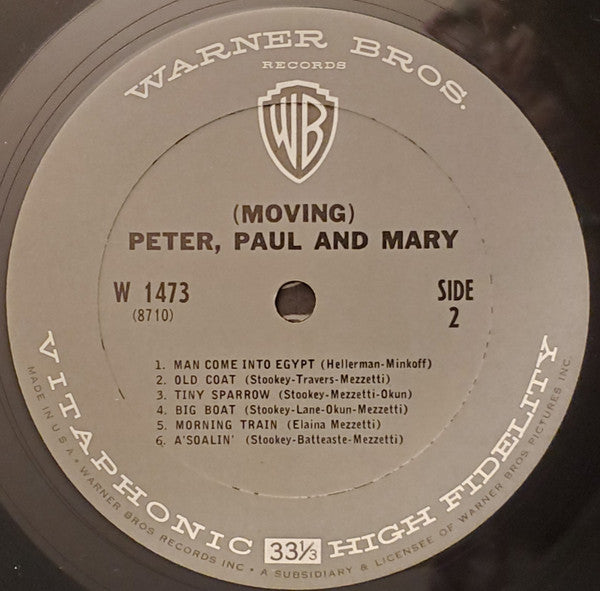 WARNER BROS.
RECORDS
WB
(MOVING)
PETER, PAUL AND MARY
W 1473
(8710)
SIDE
2
1. MAN COME INTO EGYPT (Hellerman-Minkoff)
2. OLD COAT (Stookey-Travers-Mezzetti)
3. TINY SPARROW (Stookey-Mezzetti-Okun)
4. BIG BOAT (Stookey-Lane-Okun-Mezzetti)
5. MORNING TRAIN (Elaina Mezzetti)
6. A'SOALIN' (Stookey-Batteaste-Mezzetti)
VITAPHONIC 33⅓ HIGH FIDELITY
MADE IN U.S.A. • WARNER BROS RECORDS INC • A SUBSIDIARY & LICENSEE OF WARNER BROS PICTURES INC.